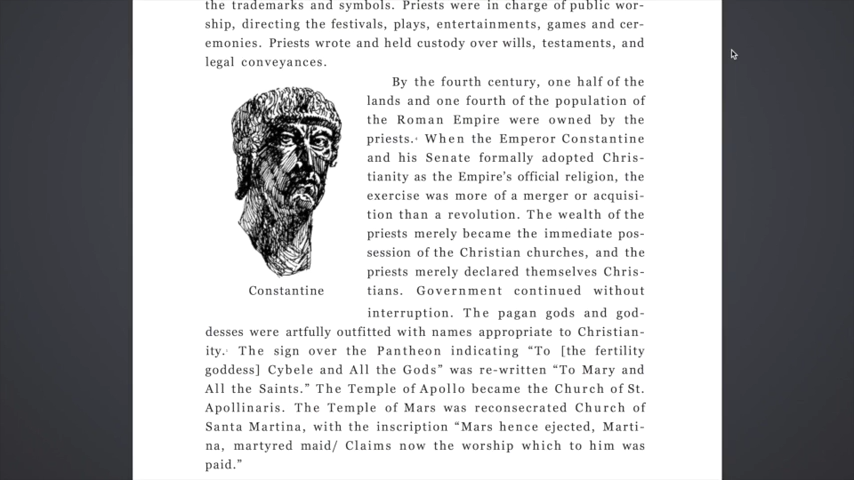 the trademarks and symbols. Priests were in charge of public wor-
ship, directing the festivals, plays, entertainments, games and cer-
emonies. Priests wrote and held custody over wills, testaments, and
legal conveyances.
By the fourth century, one half of the
lands and one fourth of the population of
the Roman Empire were owned by the
priests. When the Emperor Constantine
and his Senate formally adopted Chris-
tianity as the Empire’s official religion, the
exercise was more of a merger or acquisi-
tion than a revolution. The wealth of the
priests merely became the immediate pos-
session of the Christian churches, and the
priests merely declared themselves Chris-
tians. Government continued without
interruption. The pagan gods and god-
Constantine
desses were artfully outfitted with names appropriate to Christian-
ity. The sign over the Pantheon indicating “To [the fertility
goddess] Cybele and All the Gods” was re-written “To Mary and
All the Saints.” The Temple of Apollo became the Church of St.
Apollinaris. The Temple of Mars was reconsecrated Church of
Santa Martina, with the inscription “Mars hence ejected, Marti-
na, martyred maid/ Claims now the worship which to him was
paid.”